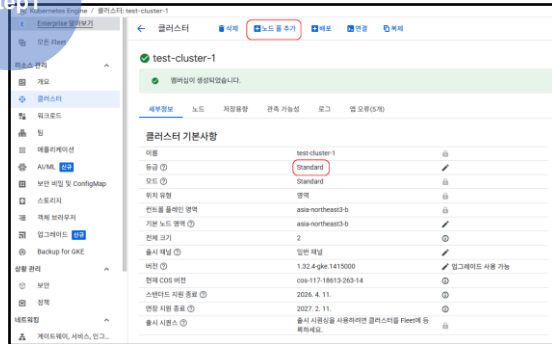 Step1
Kubernetes Engine / 클러스터: test-cluster-1
Enterprise 알아보기
모든 Fleet
리소스 관리
개요
클러스터
워크로드
팀
애플리케이션
AI/ML 신규
보안 비밀 및 ConfigMap
스토리지
객체 브라우저
업그레이드 신규
Backup for GKE
상황 관리
보안
정책
네트워킹
게이트웨이, 서비스, 인그...
클러스터 삭제 노드 풀 추가 배포 연결 복제
test-cluster-1
멤버십이 생성되었습니다.
세부정보 노드 저장용량 관측 가능성 로그 앱 오류(5개)
클러스터 기본사항
이름 test-cluster-1
등급 Standard
모드 Standard
위치 유형 영역
컨트롤 플레인 영역 asia-northeast3-b
기본 노드 영역 asia-northeast3-b
전체 크기 2
출시 채널 일반 채널
버전 1.32.4-gke.1415000 업그레이드 사용 가능
현재 COS 버전 cos-117-18613-263-14
스탠더드 지원 종료 2026. 4. 11.
연장 지원 종료 2027. 2. 11.
출시 시퀀스 출시 시퀀싱을 사용하려면 클러스터를 Fleet에 등
록하세요.